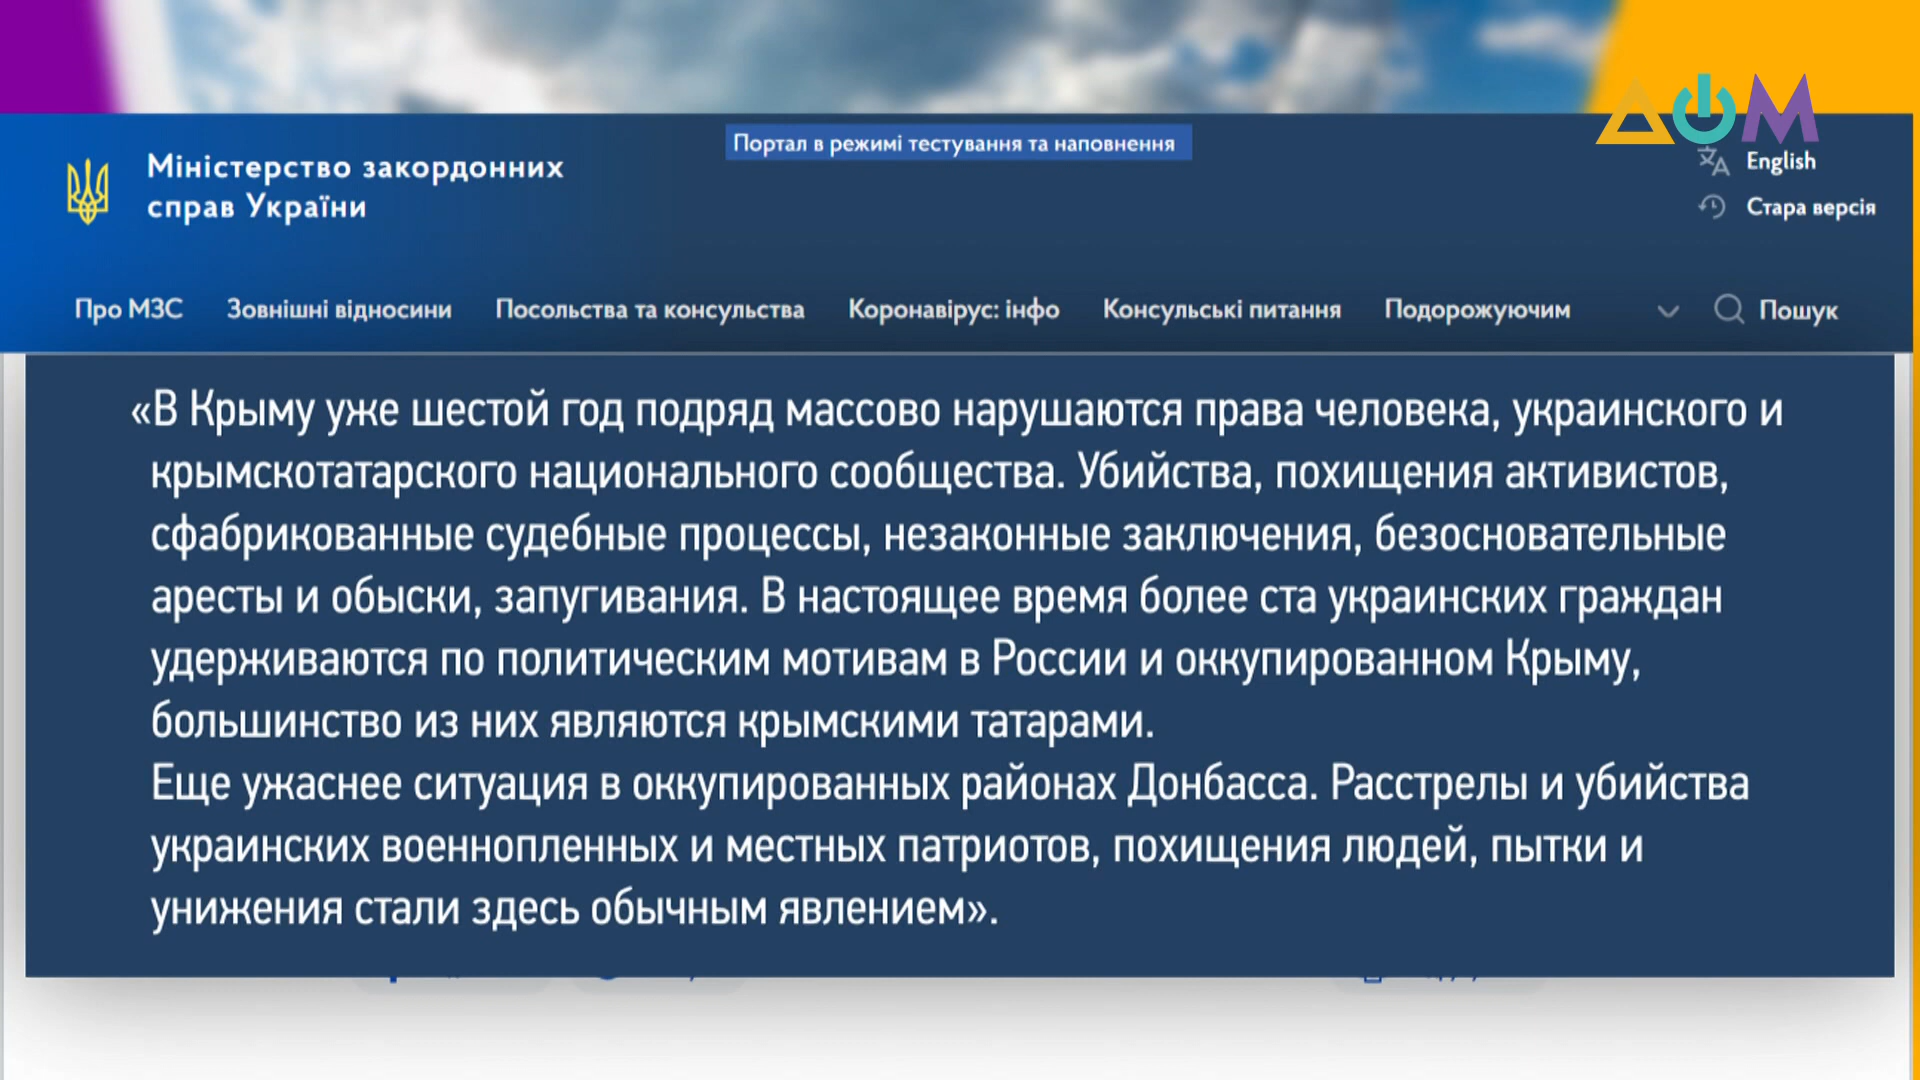 ДОМ
Портал в режимі тестування та наповнення
Міністерство закордонних
справ України
English
Стара версія
Про МЗС Зовнішні відносини Посольства та консульства Коронавірус: інфо Консульські питання Подорожуючим Пошук
«В Крыму уже шестой год подряд массово нарушаются права человека, украинского и
крымскотатарского национального сообщества. Убийства, похищения активистов,
сфабрикованные судебные процессы, незаконные заключения, безосновательные
аресты и обыски, запугивания. В настоящее время более ста украинских граждан
удерживаются по политическим мотивам в России и оккупированном Крыму,
большинство из них являются крымскими татарами.
Еще ужаснее ситуация в оккупированных районах Донбасса. Расстрелы и убийства
украинских военнопленных и местных патриотов, похищения людей, пытки и
унижения стали здесь обычным явлением».